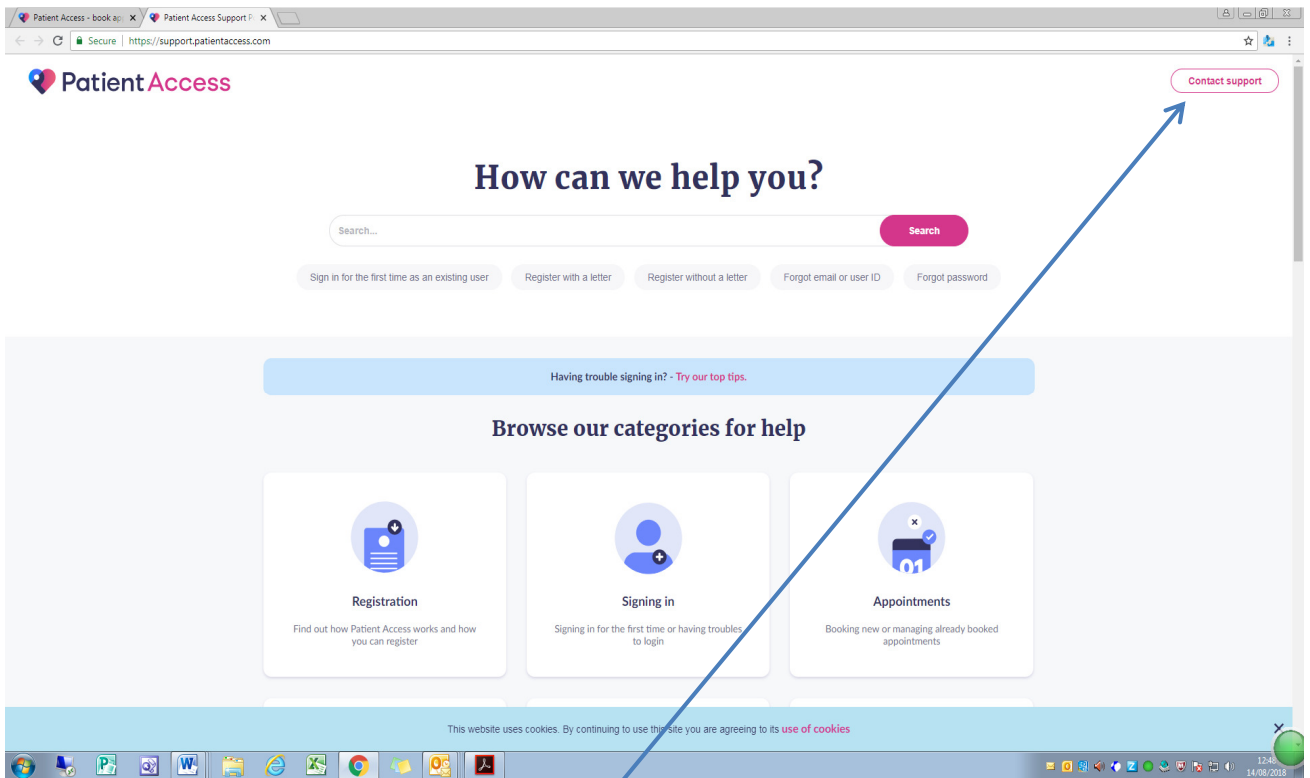 Patient Access - book ap
Patient Access Support P
Secure | https://support.patientaccess.com
Patient Access
Contact support
How can we help you?
Search...
Search
Sign in for the first time as an existing user
Register with a letter
Register without a letter
Forgot email or user ID
Forgot password
Having trouble signing in? - Try our top tips.
Browse our categories for help
01
Registration
Find out how Patient Access works and how
you can register
Signing in
Signing in for the first time or having troubles
to login
Appointments
Booking new or managing already booked
appointments
This website uses cookies. By continuing to use this site you are agreeing to its use of cookies
12:48
14/08/2018